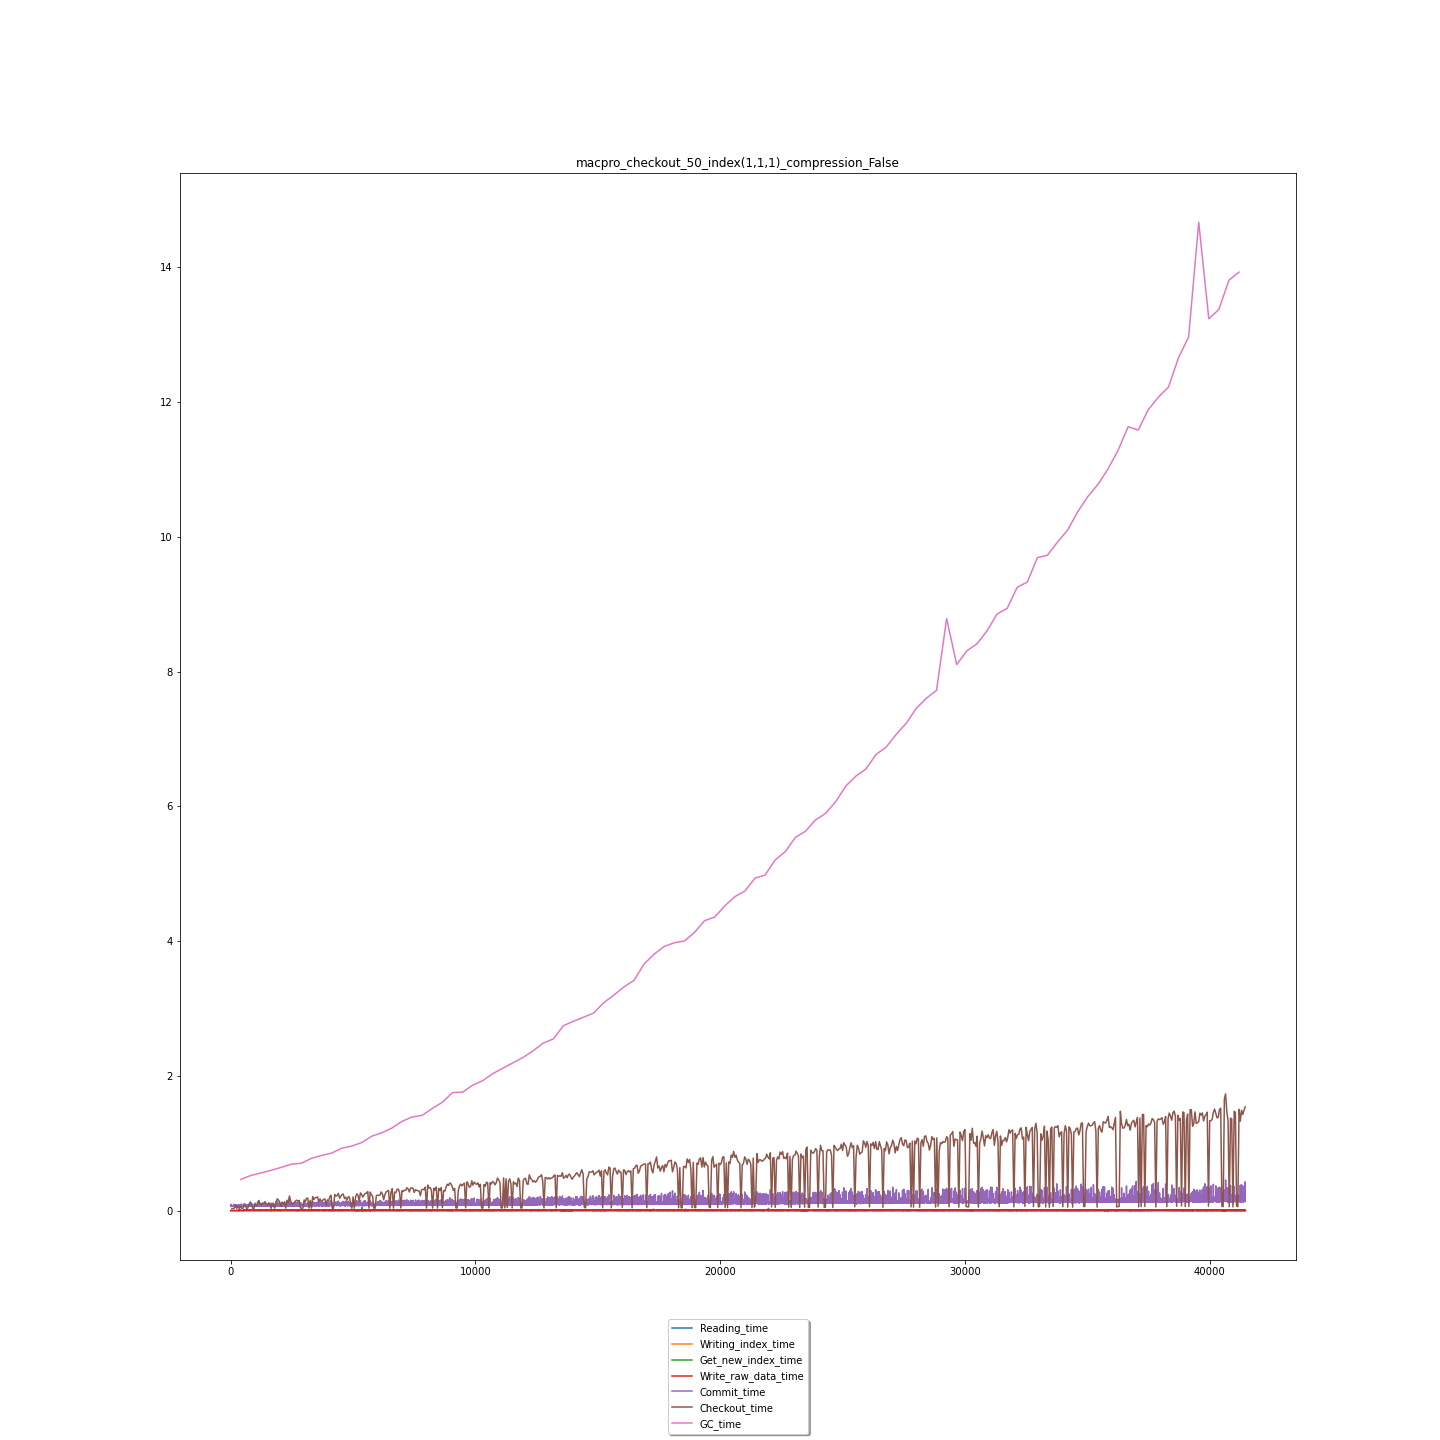 macpro_checkout_50_index(1,1,1)_compression_False
14
12
10
8
6
4
2
0
0 10000 20000 30000 40000
Reading_time
Writing_index_time
Get_new_index_time
Write_raw_data_time
Commit_time
Checkout_time
GC_time